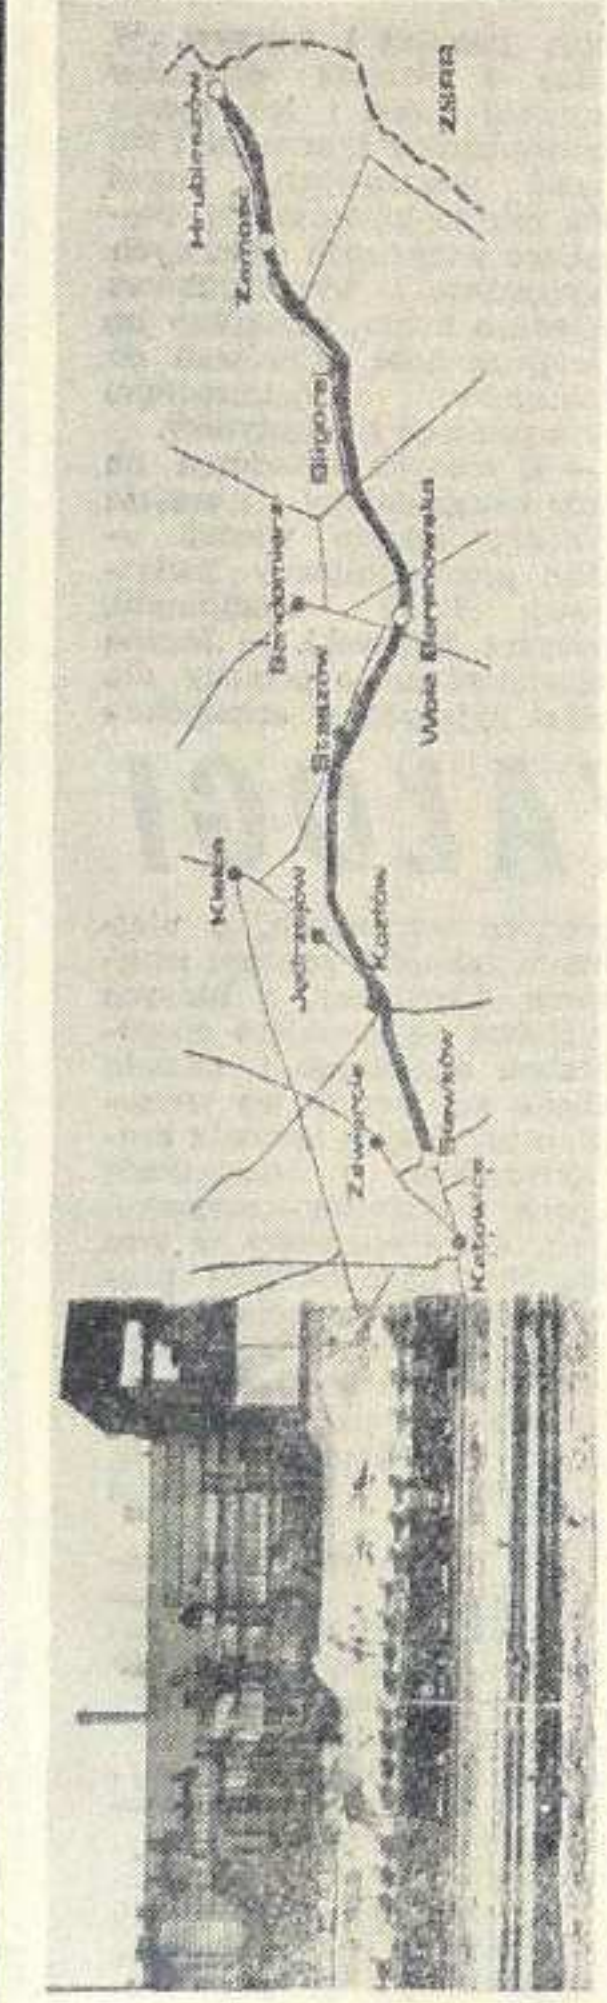 Katowice
Zawiercie
Sławków
Jędrzejów
Kozłów
Kielce
Staszów
Wola Baranowska
Sandomierz
Biłgoraj
Zamość
Hrubieszów
ZSRR